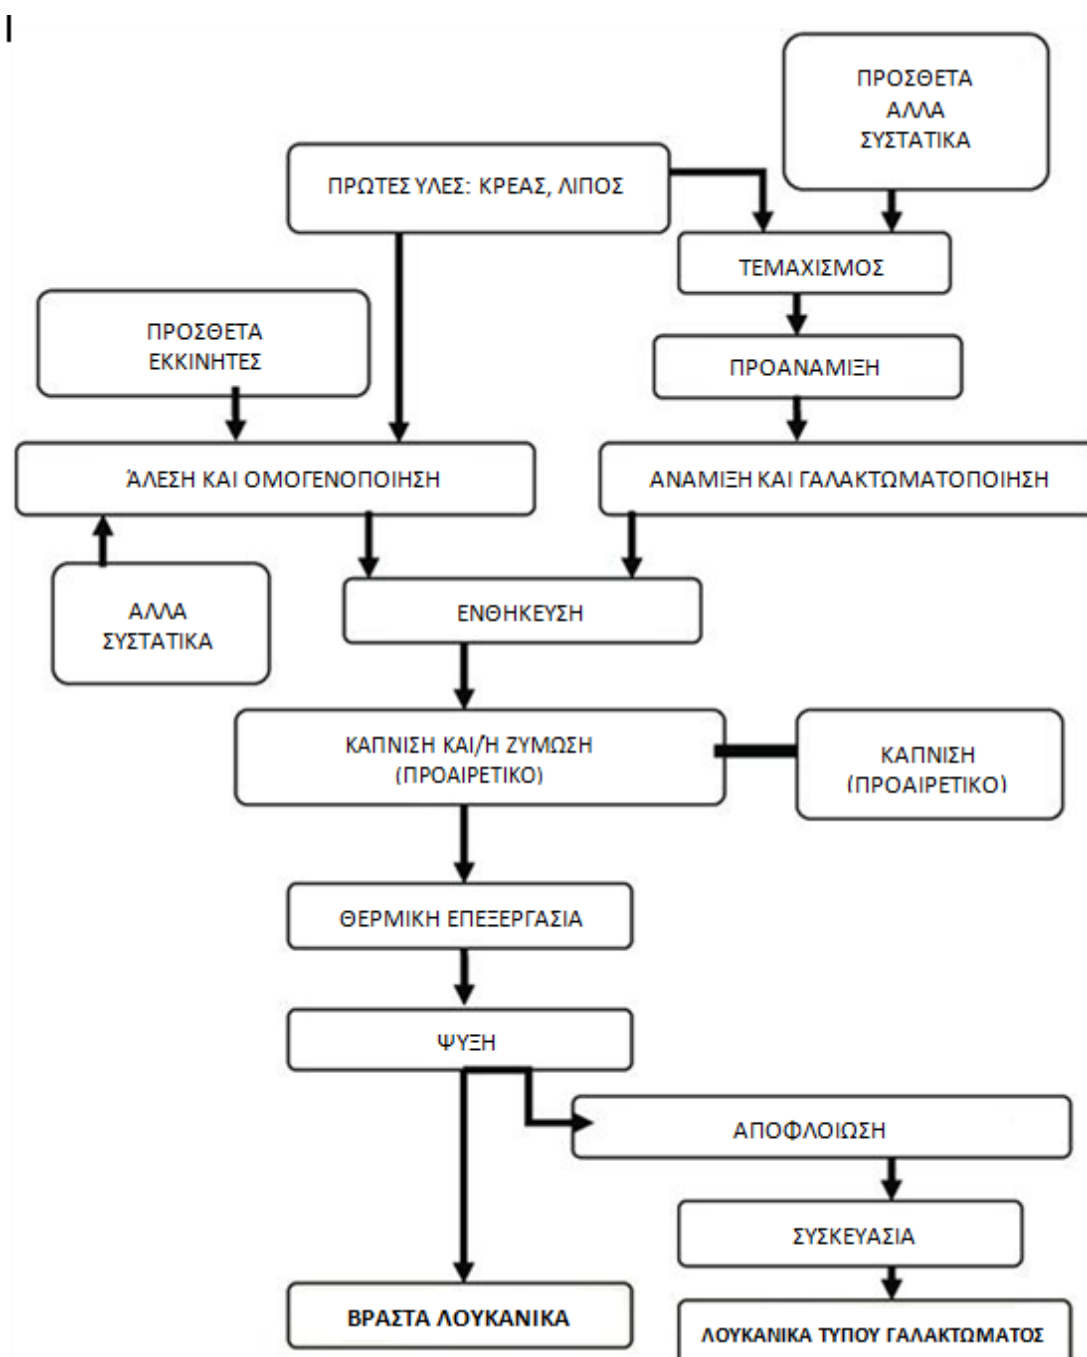 ΠΡΟΣΘΕΤΑ
ΑΛΛΑ
ΣΥΣΤΑΤΙΚΑ
ΠΡΩΤΕΣ ΥΛΕΣ: ΚΡΕΑΣ, ΛΙΠΟΣ
ΤΕΜΑΧΙΣΜΟΣ
ΠΡΟΣΘΕΤΑ
ΕΚΚΙΝΗΤΕΣ
ΠΡΟΑΝΑΜΙΞΗ
ΆΛΕΣΗ ΚΑΙ ΟΜΟΓΕΝΟΠΟΙΗΣΗ
ΑΝΑΜΙΞΗ ΚΑΙ ΓΑΛΑΚΤΩΜΑΤΟΠΟΙΗΣΗ
ΑΛΛΑ
ΣΥΣΤΑΤΙΚΑ
ΕΝΘΗΚΕΥΣΗ
ΚΑΠΝΙΣΗ ΚΑΙ/Ή ΖΥΜΩΣΗ
(ΠΡΟΑΙΡΕΤΙΚΟ)
ΚΑΠΝΙΣΗ
(ΠΡΟΑΙΡΕΤΙΚΟ)
ΘΕΡΜΙΚΗ ΕΠΕΞΕΡΓΑΣΙΑ
ΨΥΞΗ
ΑΠΟΦΛΟΙΩΣΗ
ΣΥΣΚΕΥΑΣΙΑ
ΒΡΑΣΤΑ ΛΟΥΚΑΝΙΚΑ
ΛΟΥΚΑΝΙΚΑ ΤΥΠΟΥ ΓΑΛΑΚΤΩΜΑΤΟΣ